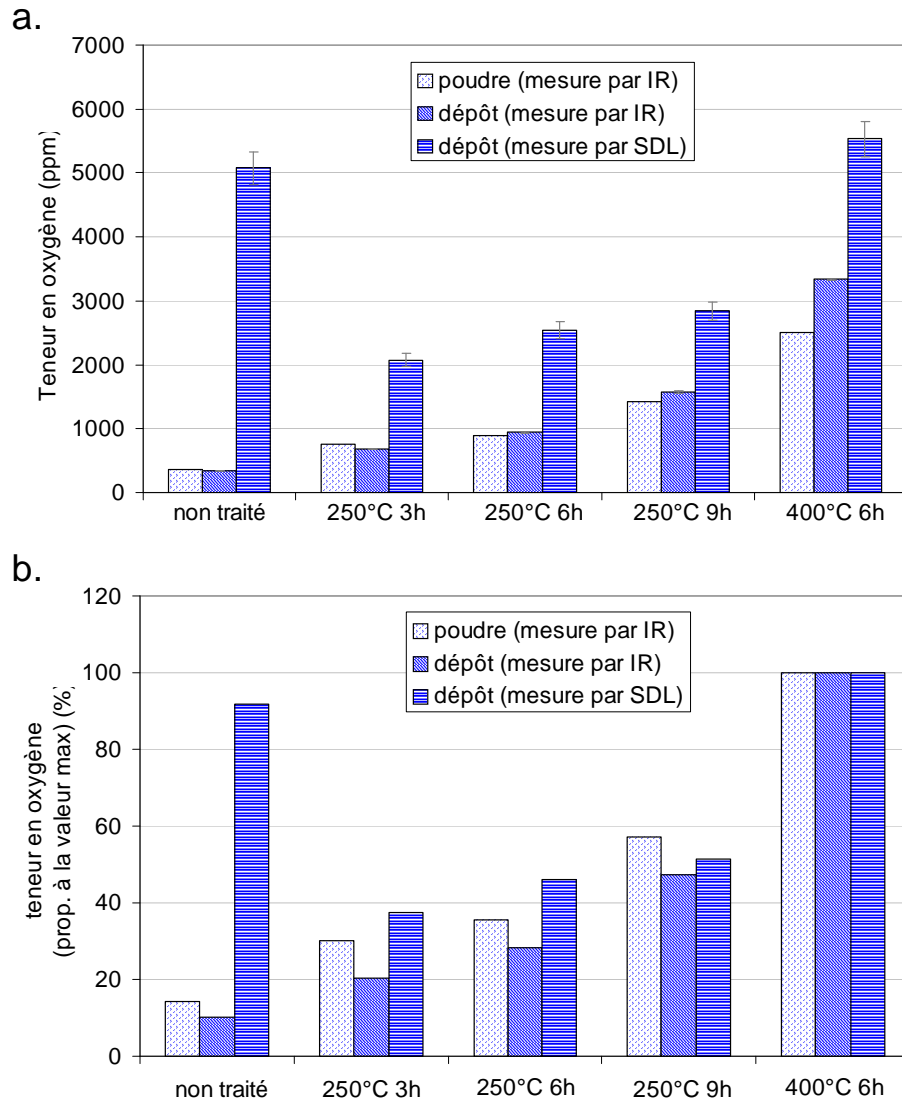 a.
7000
6000
5000
4000
3000
2000
1000
0
Teneur en oxygène (ppm)
poudre (mesure par IR)
dépôt (mesure par IR)
dépôt (mesure par SDL)
non traité 250°C 3h 250°C 6h 250°C 9h 400°C 6h
b.
120
100
80
60
40
20
0
teneur en oxygène
(prop. à la valeur max) (%)
poudre (mesure par IR)
dépôt (mesure par IR)
dépôt (mesure par SDL)
non traité 250°C 3h 250°C 6h 250°C 9h 400°C 6h